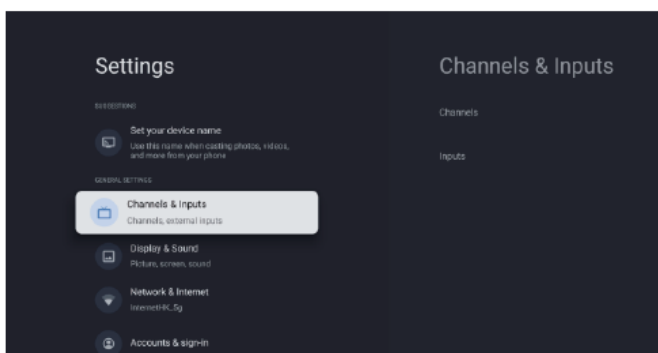 Settings
SUGGESTIONS
Set your device name
Use this name when casting photos, videos,
and more from your phone
GENERAL SETTINGS
Channels & Inputs
Channels, external inputs
Display & Sound
Picture, screen, sound
Network & Internet
InternetHK_5g
Accounts & sign-in
Channels & Inputs
Channels
Inputs